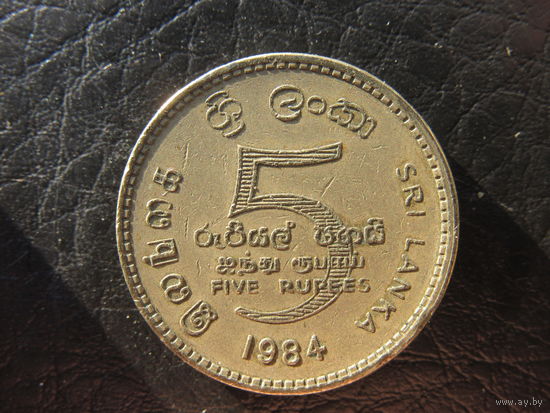 ශ්‍රී ලංකා
இலங்கை
SRI LANKA
5
රුපියල් පහයි
ஐந்து ரூபாய்
FIVE RUPEES
1984
www.ay.by